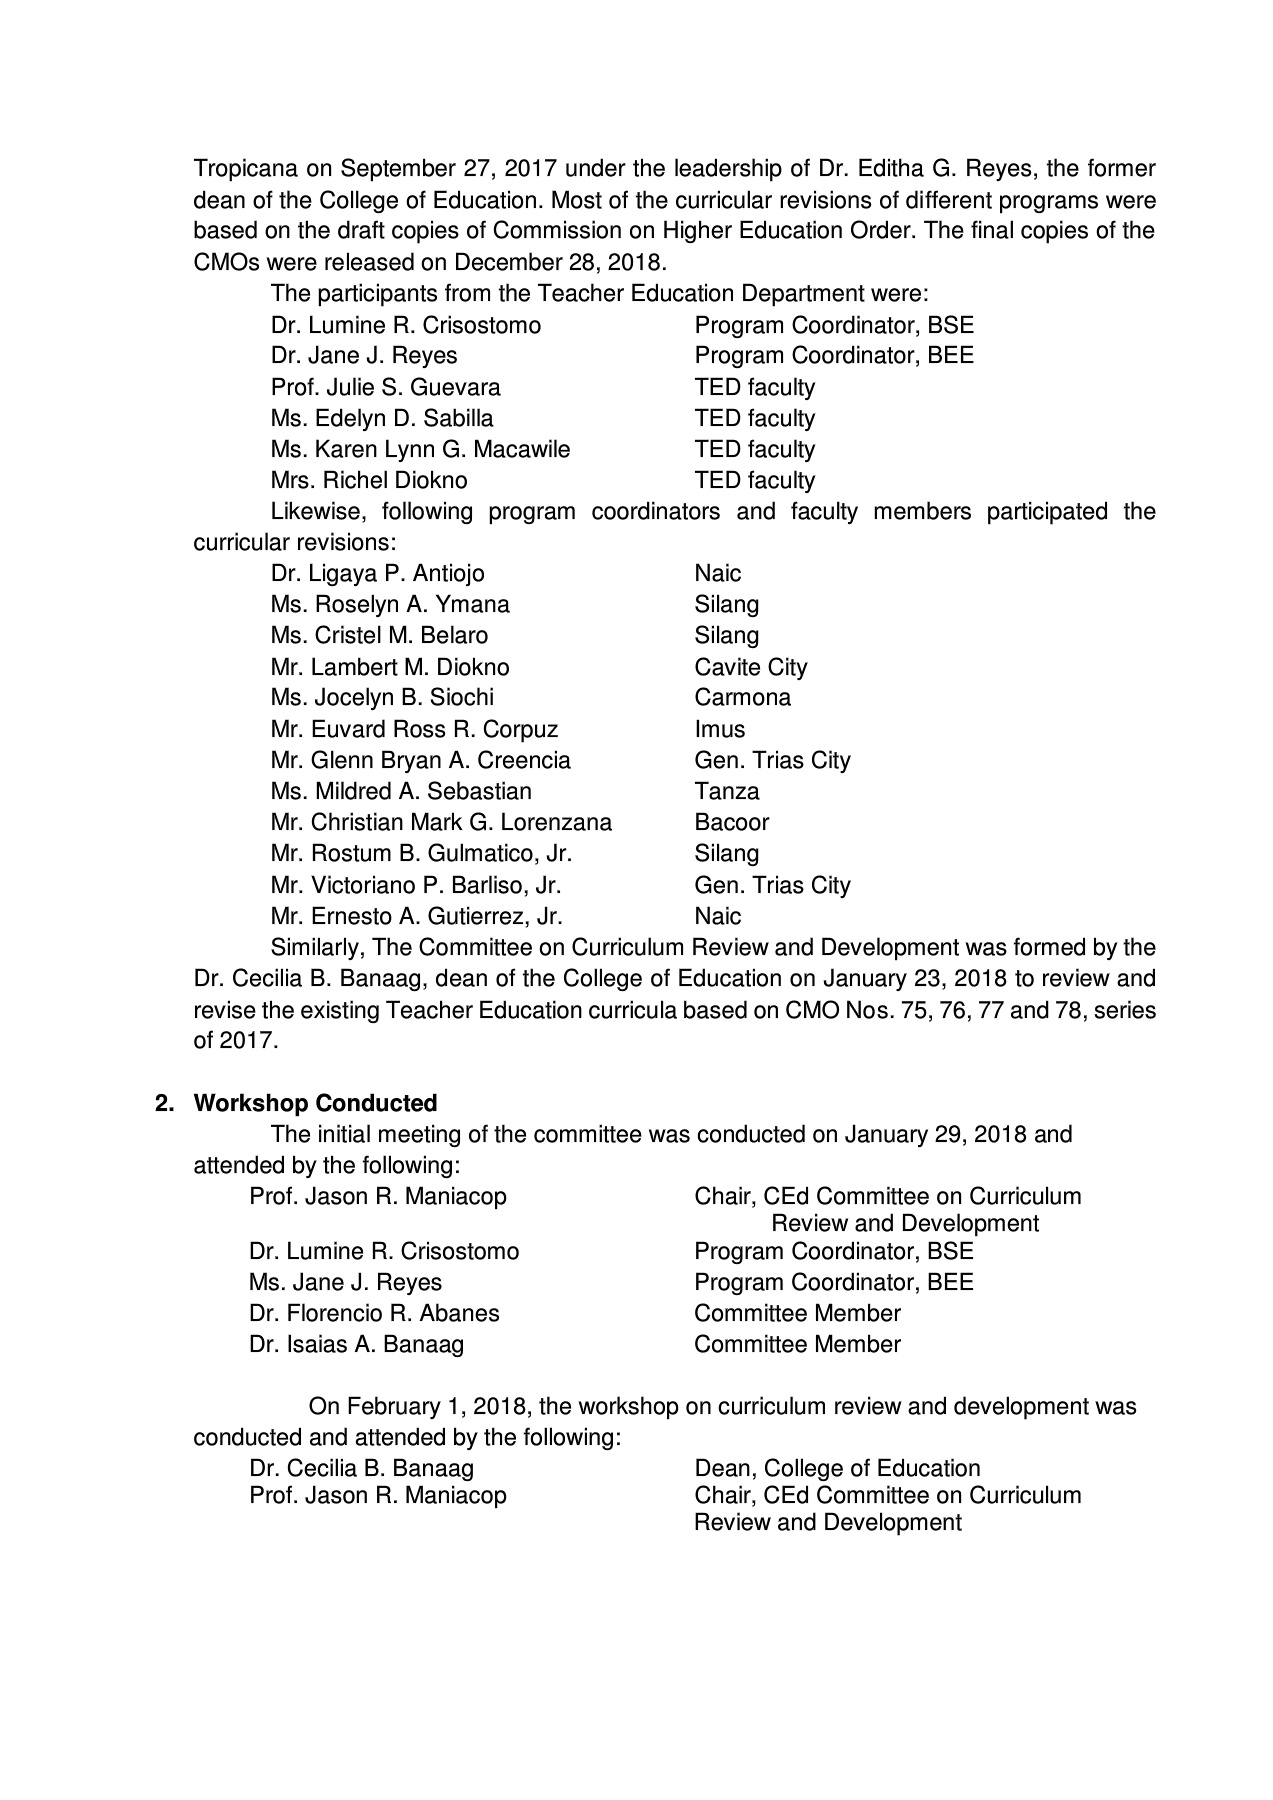 Tropicana on September 27, 2017 under the leadership of Dr. Editha G. Reyes, the former
dean of the College of Education. Most of the curricular revisions of different programs were
based on the draft copies of Commission on Higher Education Order. The final copies of the
CMOs were released on December 28, 2018.
The participants from the Teacher Education Department were:
Dr. Lumine R. Crisostomo Program Coordinator, BSE
Dr. Jane J. Reyes Program Coordinator, BEE
Prof. Julie S. Guevara TED faculty
Ms. Edelyn D. Sabilla TED faculty
Ms. Karen Lynn G. Macawile TED faculty
Mrs. Richel Diokno TED faculty
Likewise, following program coordinators and faculty members participated the
curricular revisions:
Dr. Ligaya P. Antiojo Naic
Ms. Roselyn A. Ymana Silang
Ms. Cristel M. Belaro Silang
Mr. Lambert M. Diokno Cavite City
Ms. Jocelyn B. Siochi Carmona
Mr. Euvard Ross R. Corpuz Imus
Mr. Glenn Bryan A. Creencia Gen. Trias City
Ms. Mildred A. Sebastian Tanza
Mr. Christian Mark G. Lorenzana Bacoor
Mr. Rostum B. Gulmatico, Jr. Silang
Mr. Victoriano P. Barliso, Jr. Gen. Trias City
Mr. Ernesto A. Gutierrez, Jr. Naic
Similarly, The Committee on Curriculum Review and Development was formed by the
Dr. Cecilia B. Banaag, dean of the College of Education on January 23, 2018 to review and
revise the existing Teacher Education curricula based on CMO Nos. 75, 76, 77 and 78, series
of 2017.
2. Workshop Conducted
The initial meeting of the committee was conducted on January 29, 2018 and
attended by the following:
Prof. Jason R. Maniacop Chair, CEd Committee on Curriculum
Review and Development
Dr. Lumine R. Crisostomo Program Coordinator, BSE
Ms. Jane J. Reyes Program Coordinator, BEE
Dr. Florencio R. Abanes Committee Member
Dr. Isaias A. Banaag Committee Member
On February 1, 2018, the workshop on curriculum review and development was
conducted and attended by the following:
Dr. Cecilia B. Banaag Dean, College of Education
Prof. Jason R. Maniacop Chair, CEd Committee on Curriculum
Review and Development